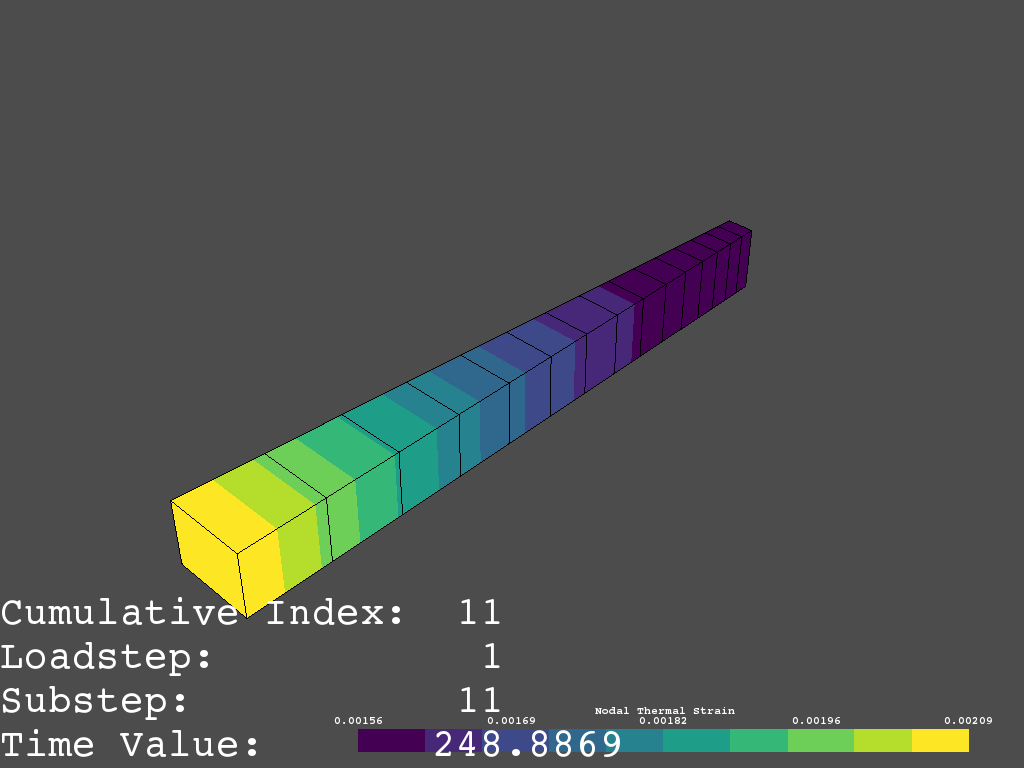 Cumulative Index: 11
Loadstep: 1
Substep: 11
Nodal Thermal Strain
0.00156 0.00169 0.00182 0.00196 0.00209
Time Value: 248.8869